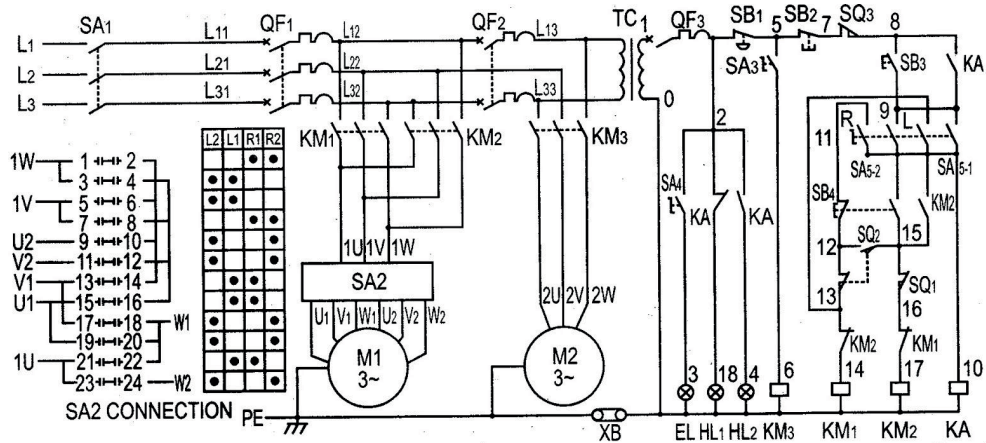 SA1 L11 QF1 L12 QF2 L13 TC 1 QF3 SB1 5 SB2 7 SQ3 8
L1
L2 L21 L22 SA3 SB3 KA
L3 L31 L32 L33 0
KM1 KM2 KM3 2 11 R 9 L
L2 L1 R1 R2
1W 1 2
3 4 SA5-2 SA5-1
1V 5 6 SA4
7 8 KA KA SB4 KM2
U2 9 10 1U 1V 1W 12 SQ2 15
V2 11 12 SA2
V1 13 14 2U 2V 2W 13 SQ1
U1 15 16 U1 V1 W1 U2 V2 W2 16
17 18 W1
19 20 M1 M2 KM2 KM1
1U 21 22 3~ 3~
23 24 W2 3 18 4 6 14 17 10
SA2 CONNECTION PE XB EL HL1 HL2 KM3 KM1 KM2 KA